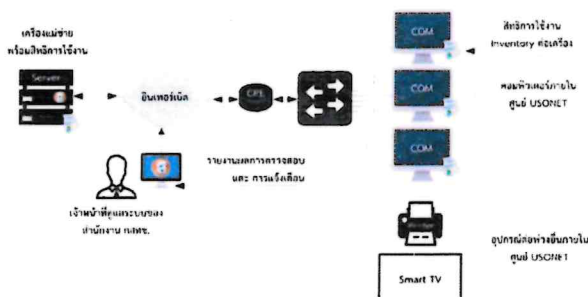 เครื่องแม่ข่าย
พร้อมสิทธิการใช้งาน
Server
อินเทอร์เน็ต
CPE
COM
COM
COM
สิทธิการใช้งาน
Inventory ต่อเครื่อง
คอมพิวเตอร์ภายใน
ศูนย์ USONET
รายงานผลการตรวจสอบ
และ การแจ้งเตือน
เจ้าหน้าที่ดูแลระบบของ
สำนักงาน กสทช.
อุปกรณ์ต่อพ่วงอื่นภายใน
ศูนย์ USONET
Smart TV